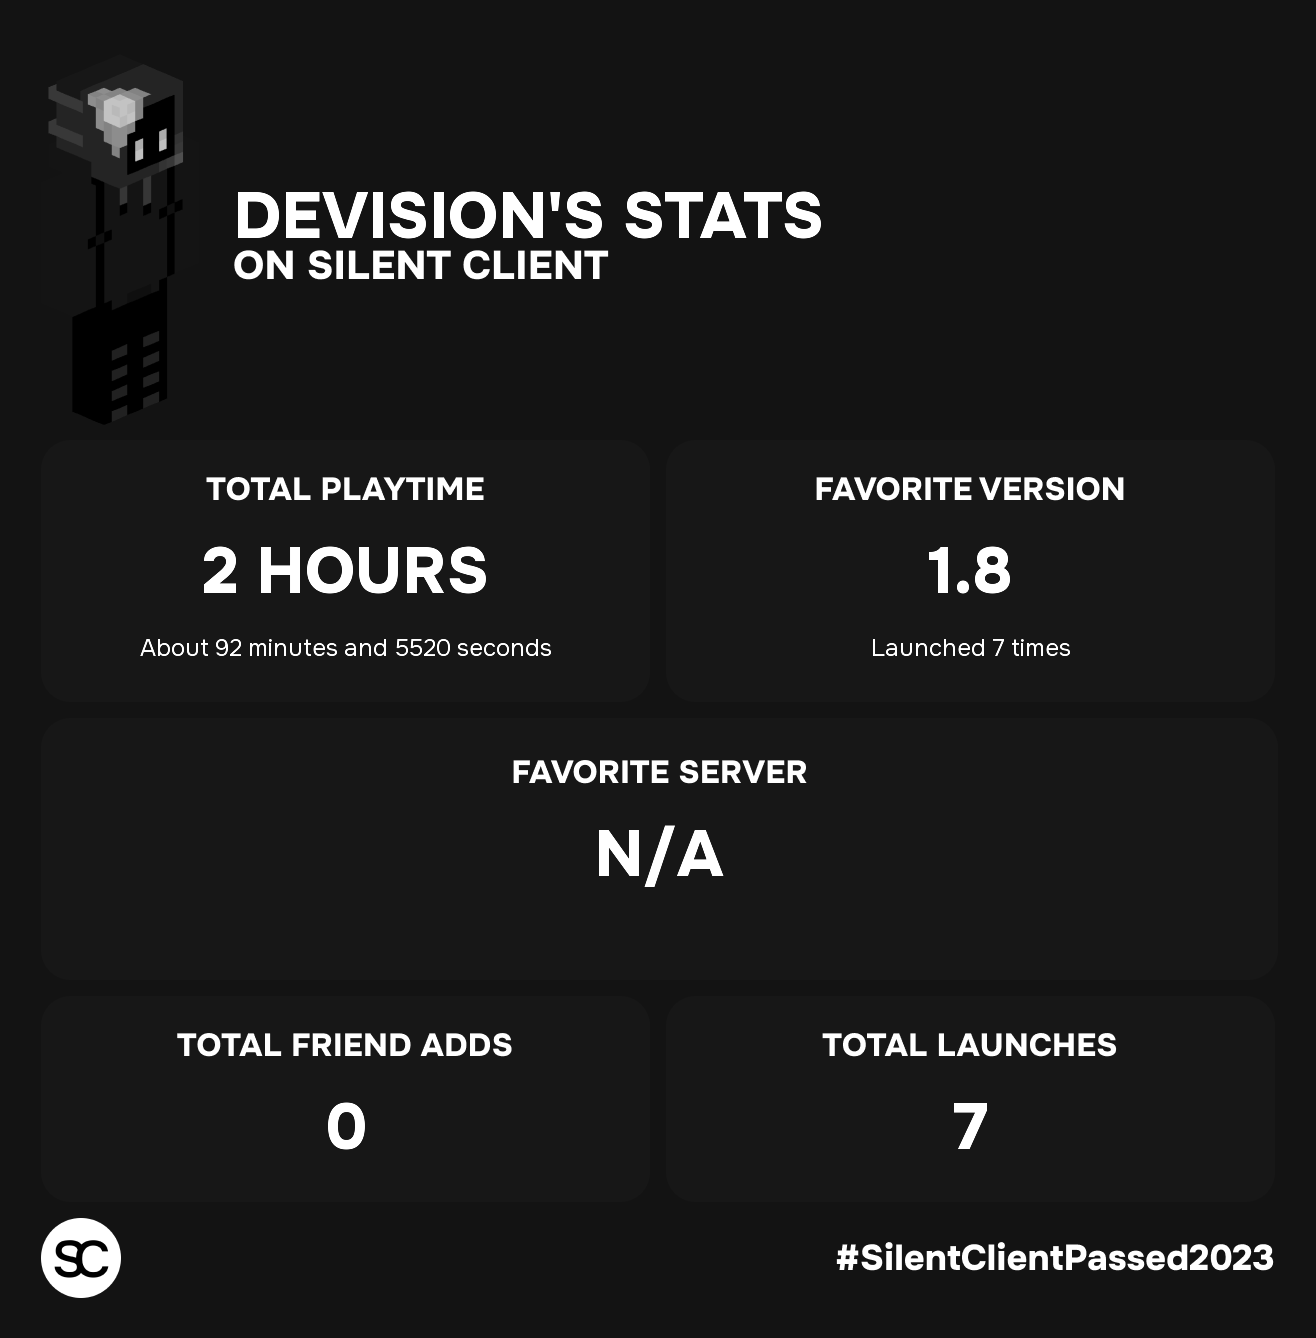 DEVISION'S STATS
ON SILENT CLIENT
TOTAL PLAYTIME
2 HOURS
About 92 minutes and 5520 seconds
FAVORITE VERSION
1.8
Launched 7 times
FAVORITE SERVER
N/A
TOTAL FRIEND ADDS
0
TOTAL LAUNCHES
7
SC
#SilentClientPassed2023